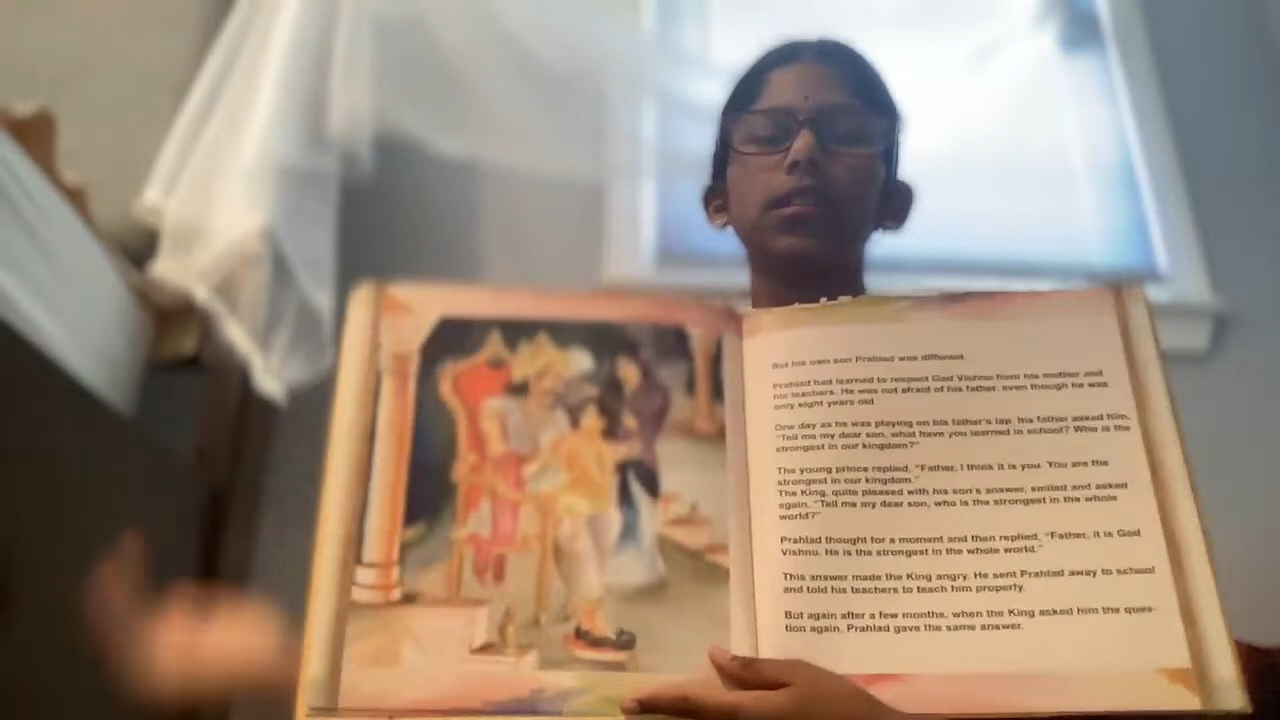 But his own son Prahlad was different.
Prahlad had learned to respect God Vishnu from his mother and
his teachers. He was not afraid of his father, even though he was
only eight years old.
One day as he was playing on his father's lap, his father asked him,
"Tell me my dear son, what have you learned in school? Who is the
strongest in our kingdom?"
The young prince replied, "Father, I think it is you. You are the
strongest in our kingdom."
The King, quite pleased with his son's answer, smiled and asked
again, "Tell me my dear son, who is the strongest in the whole
world?"
Prahlad thought for a moment and then replied, "Father, it is God
Vishnu. He is the strongest in the whole world."
This answer made the King angry. He sent Prahlad away to school
and told his teachers to teach him properly.
But again after a few months, when the King asked him the ques-
tion again, Prahlad gave the same answer.